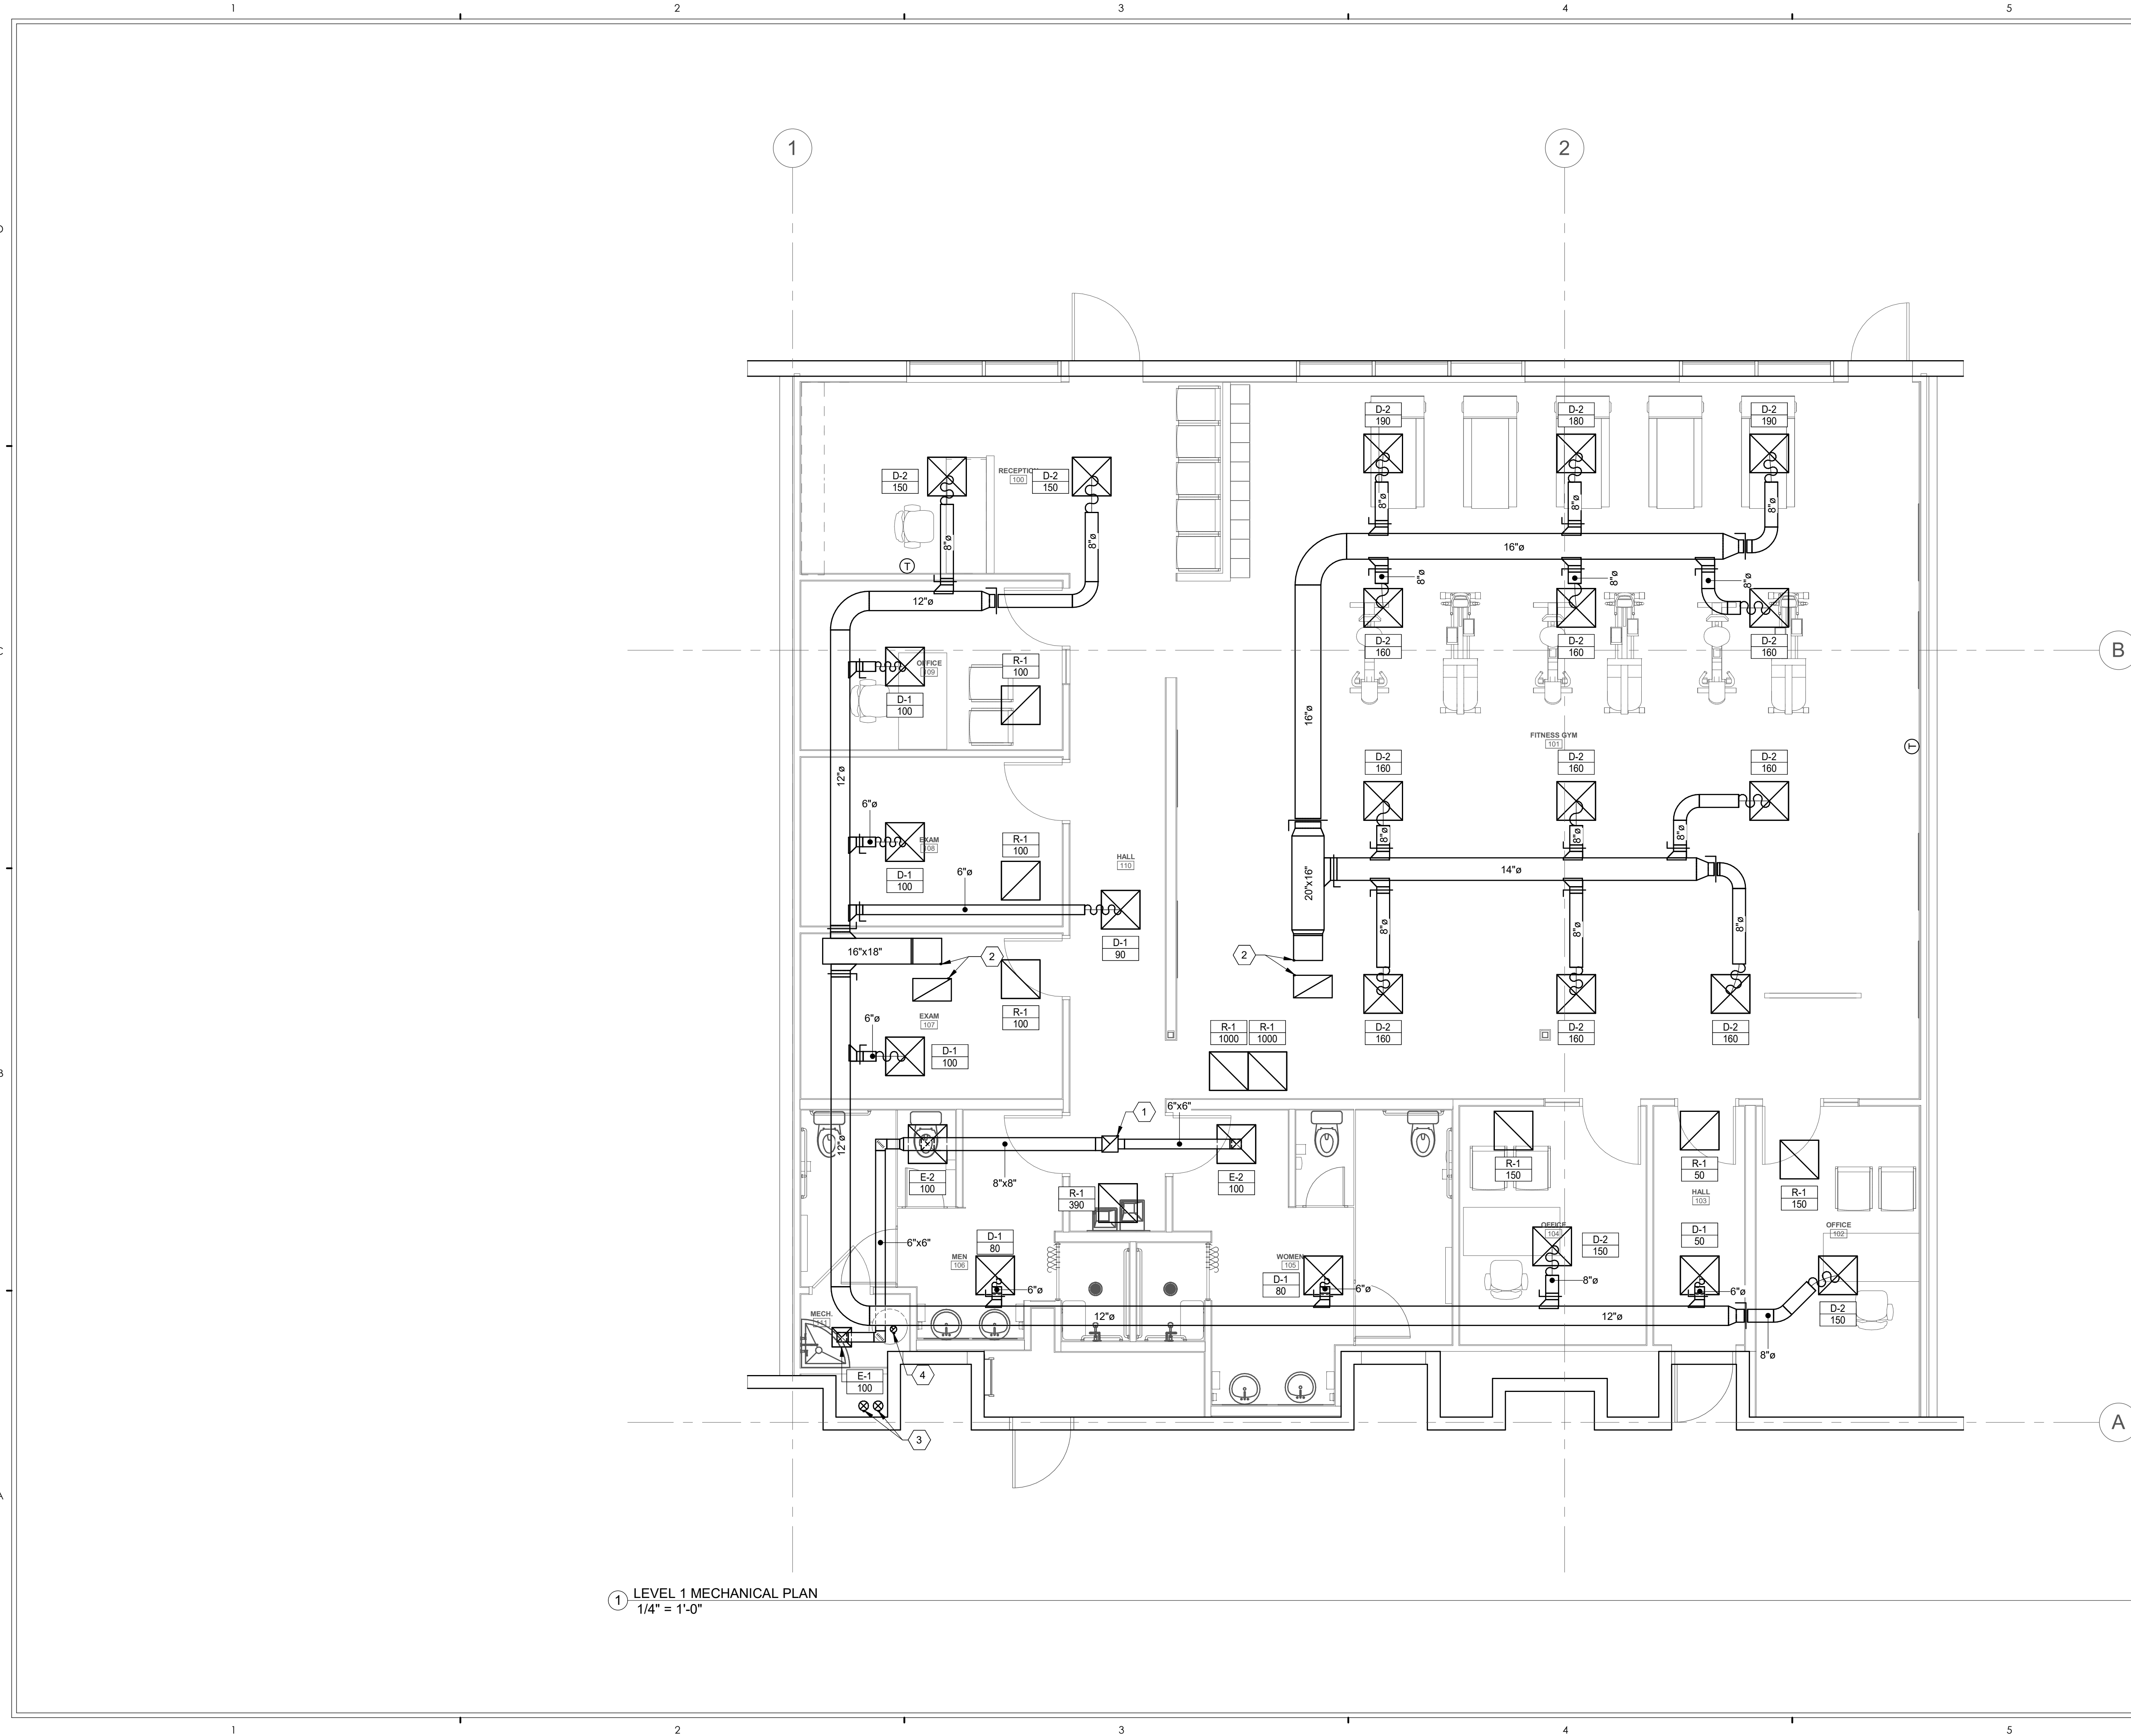 1 2 3 4 5
1 2
D-2 190
D-2 180
D-2 190
D-2 150
RECEPTION 100
D-2 150
8"ø 8"ø 8"ø
8"ø 8"ø
16"ø
8"ø 8"ø 8"ø
T
12"ø
D-2 160
D-2 160
D-2 160
C
B
OFFICE 109
R-1 100
D-1 100
16"ø
FITNESS GYM 101
T
D-2 160
D-2 160
D-2 160
12"ø
6"ø
8"ø 8"ø 8"ø
EXAM 108
R-1 100
HALL 110
D-1 100
6"ø
20"x16"
14"ø
8"ø 8"ø 8"ø
D-1 90
16"x18"
2
2
EXAM 107
6"ø
R-1 100
R-1 1000
R-1 1000
D-2 160
D-2 160
D-2 160
D-1 100
B
1
6"x6"
12"ø
8"x8"
E-2 100
R-1 390
E-2 100
R-1 150
R-1 50
R-1 150
HALL 103
OFFICE 104
OFFICE 102
6"x6"
D-1 80
D-2 150
D-1 50
MEN 106
WOMEN 105
D-1 80
6"ø
6"ø
8"ø
6"ø
D-2 150
MECH. 111
12"ø
12"ø
8"ø
E-1 100
4
3
A
A
1 LEVEL 1 MECHANICAL PLAN
1/4" = 1'-0"
1 2 3 4 5